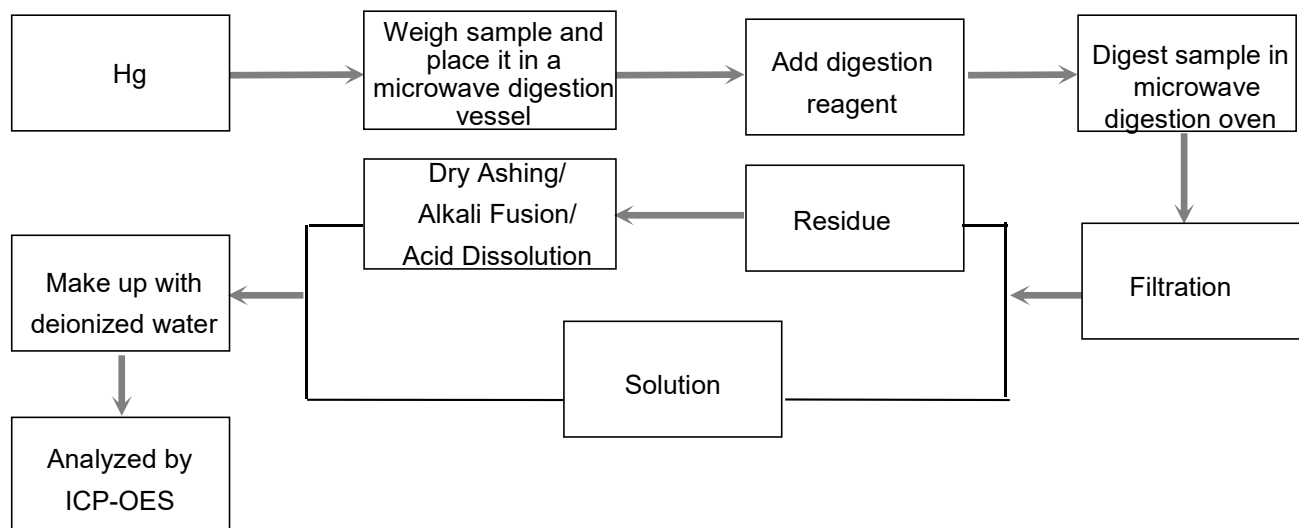 Hg
Weigh sample and
place it in a
microwave digestion
vessel
Add digestion
reagent
Digest sample in
microwave
digestion oven
Filtration
Residue
Dry Ashing/
Alkali Fusion/
Acid Dissolution
Solution
Make up with
deionized water
Analyzed by
ICP-OES